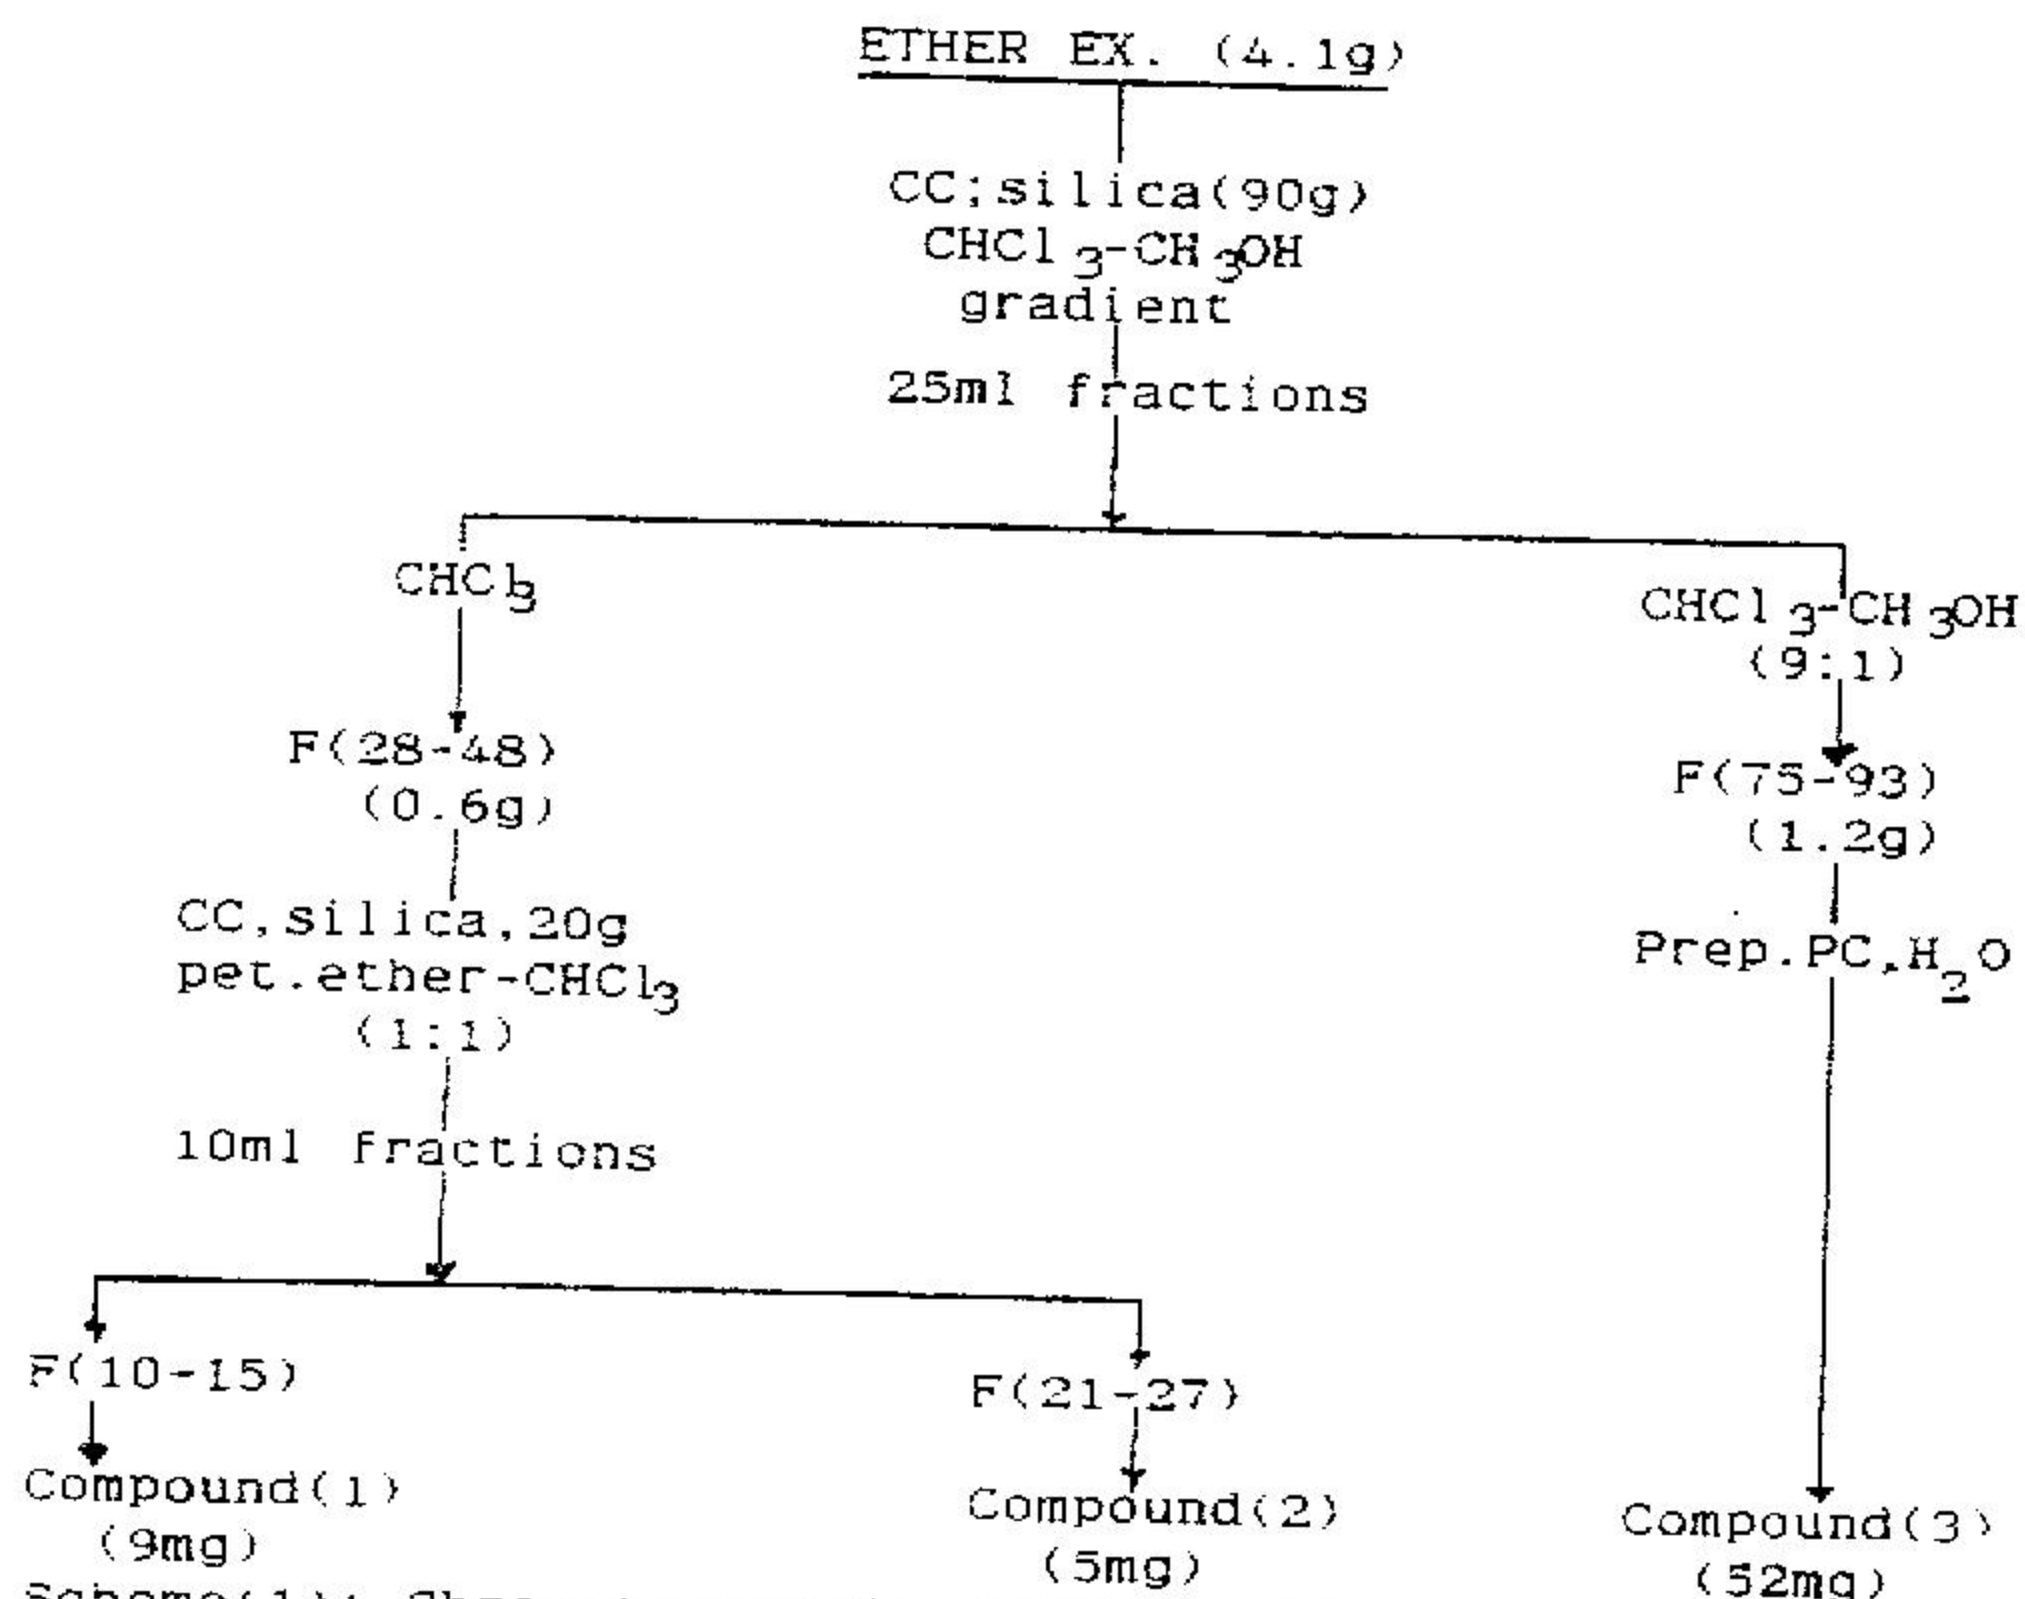 ETHER EX. (4.1g)
CC;silica(90g)
CHCl3-CH3OH
gradient
25ml fractions
CHCl3
CHCl3-CH3OH
(9:1)
F(28-48)
(0.6g)
F(75-93)
(1.2g)
CC,silica,20g
pet.ether-CHCl3
(1:1)
Prep.PC,H2O
10ml fractions
F(10-15)
F(21-27)
Compound(1)
(9mg)
Compound(2)
(5mg)
Compound(3)
(52mg)